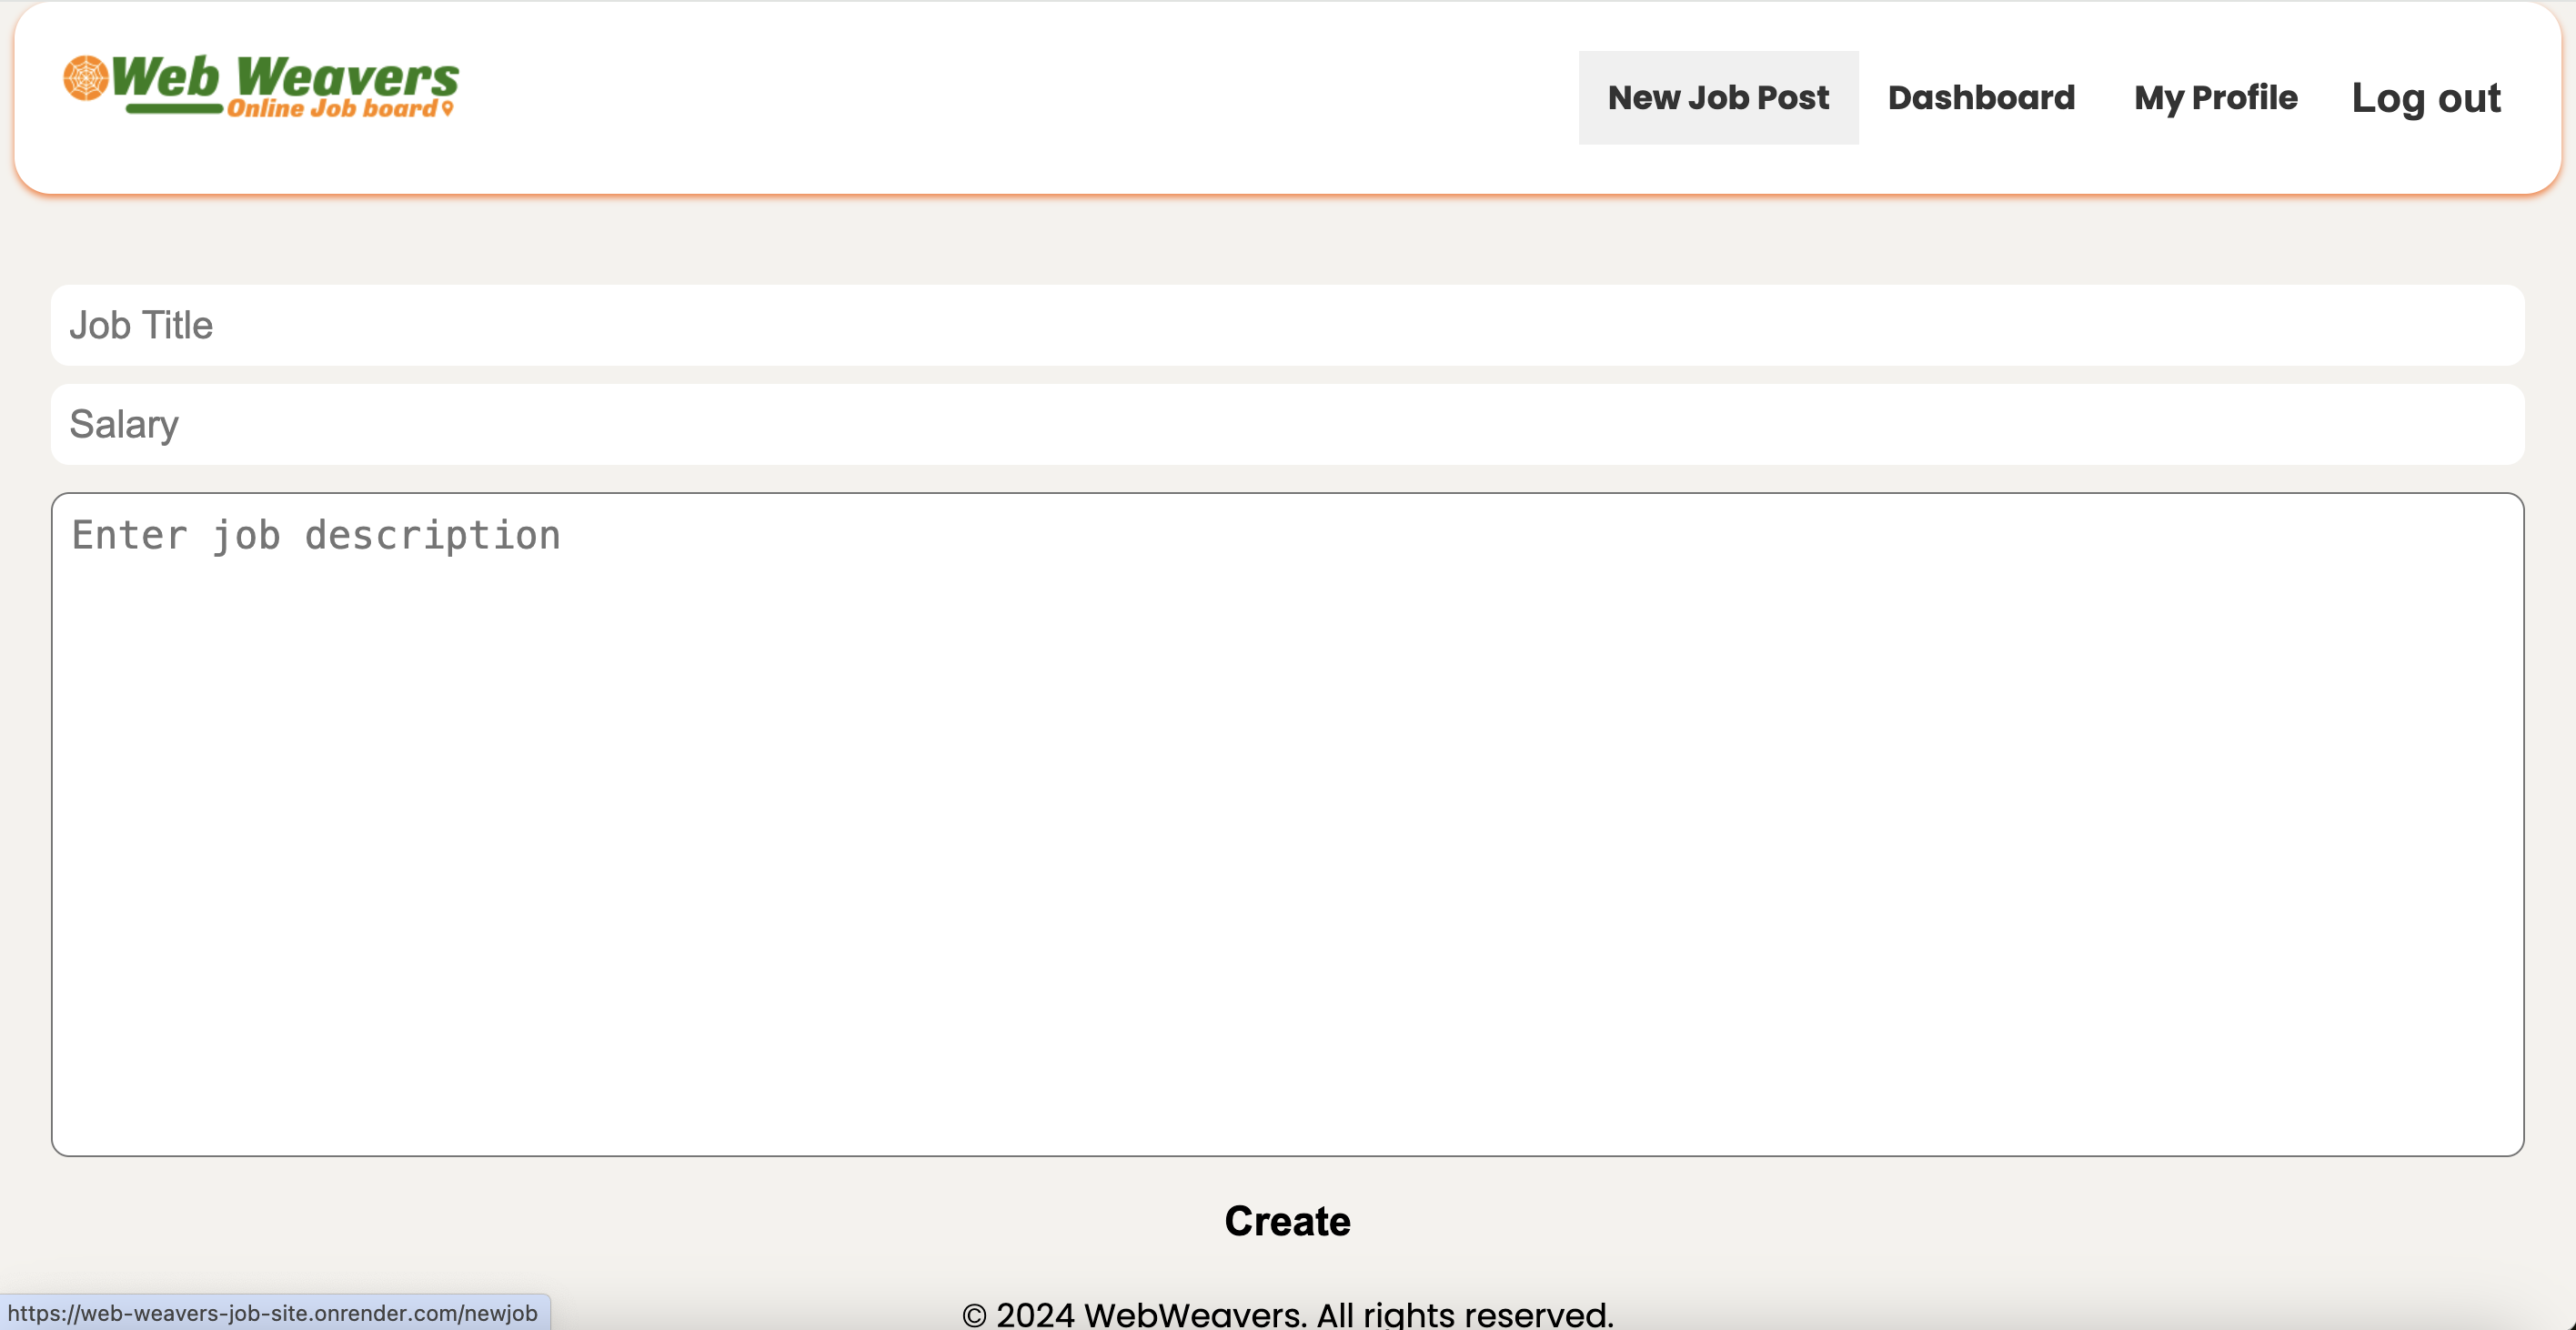 Web Weavers
Online Job board
New Job Post
Dashboard
My Profile
Log out
Job Title
Salary
Enter job description
Create
© 2024 WebWeavers. All rights reserved.
https://web-weavers-job-site.onrender.com/newjob